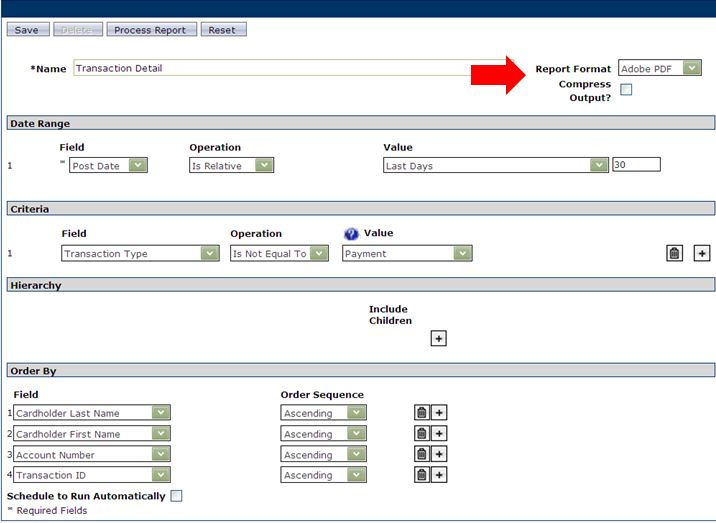 Save Delete Process Report Reset
*Name Transaction Detail Report Format Adobe PDF
Compress
Output?
Date Range
Field Operation Value
1 * Post Date Is Relative Last Days 30
Criteria
Field Operation ? Value
1 Transaction Type Is Not Equal To Payment +
Hierarchy
Include
Children
+
Order By
Field Order Sequence
1 Cardholder Last Name Ascending +
2 Cardholder First Name Ascending +
3 Account Number Ascending +
4 Transaction ID Ascending +
Schedule to Run Automatically
* Required Fields